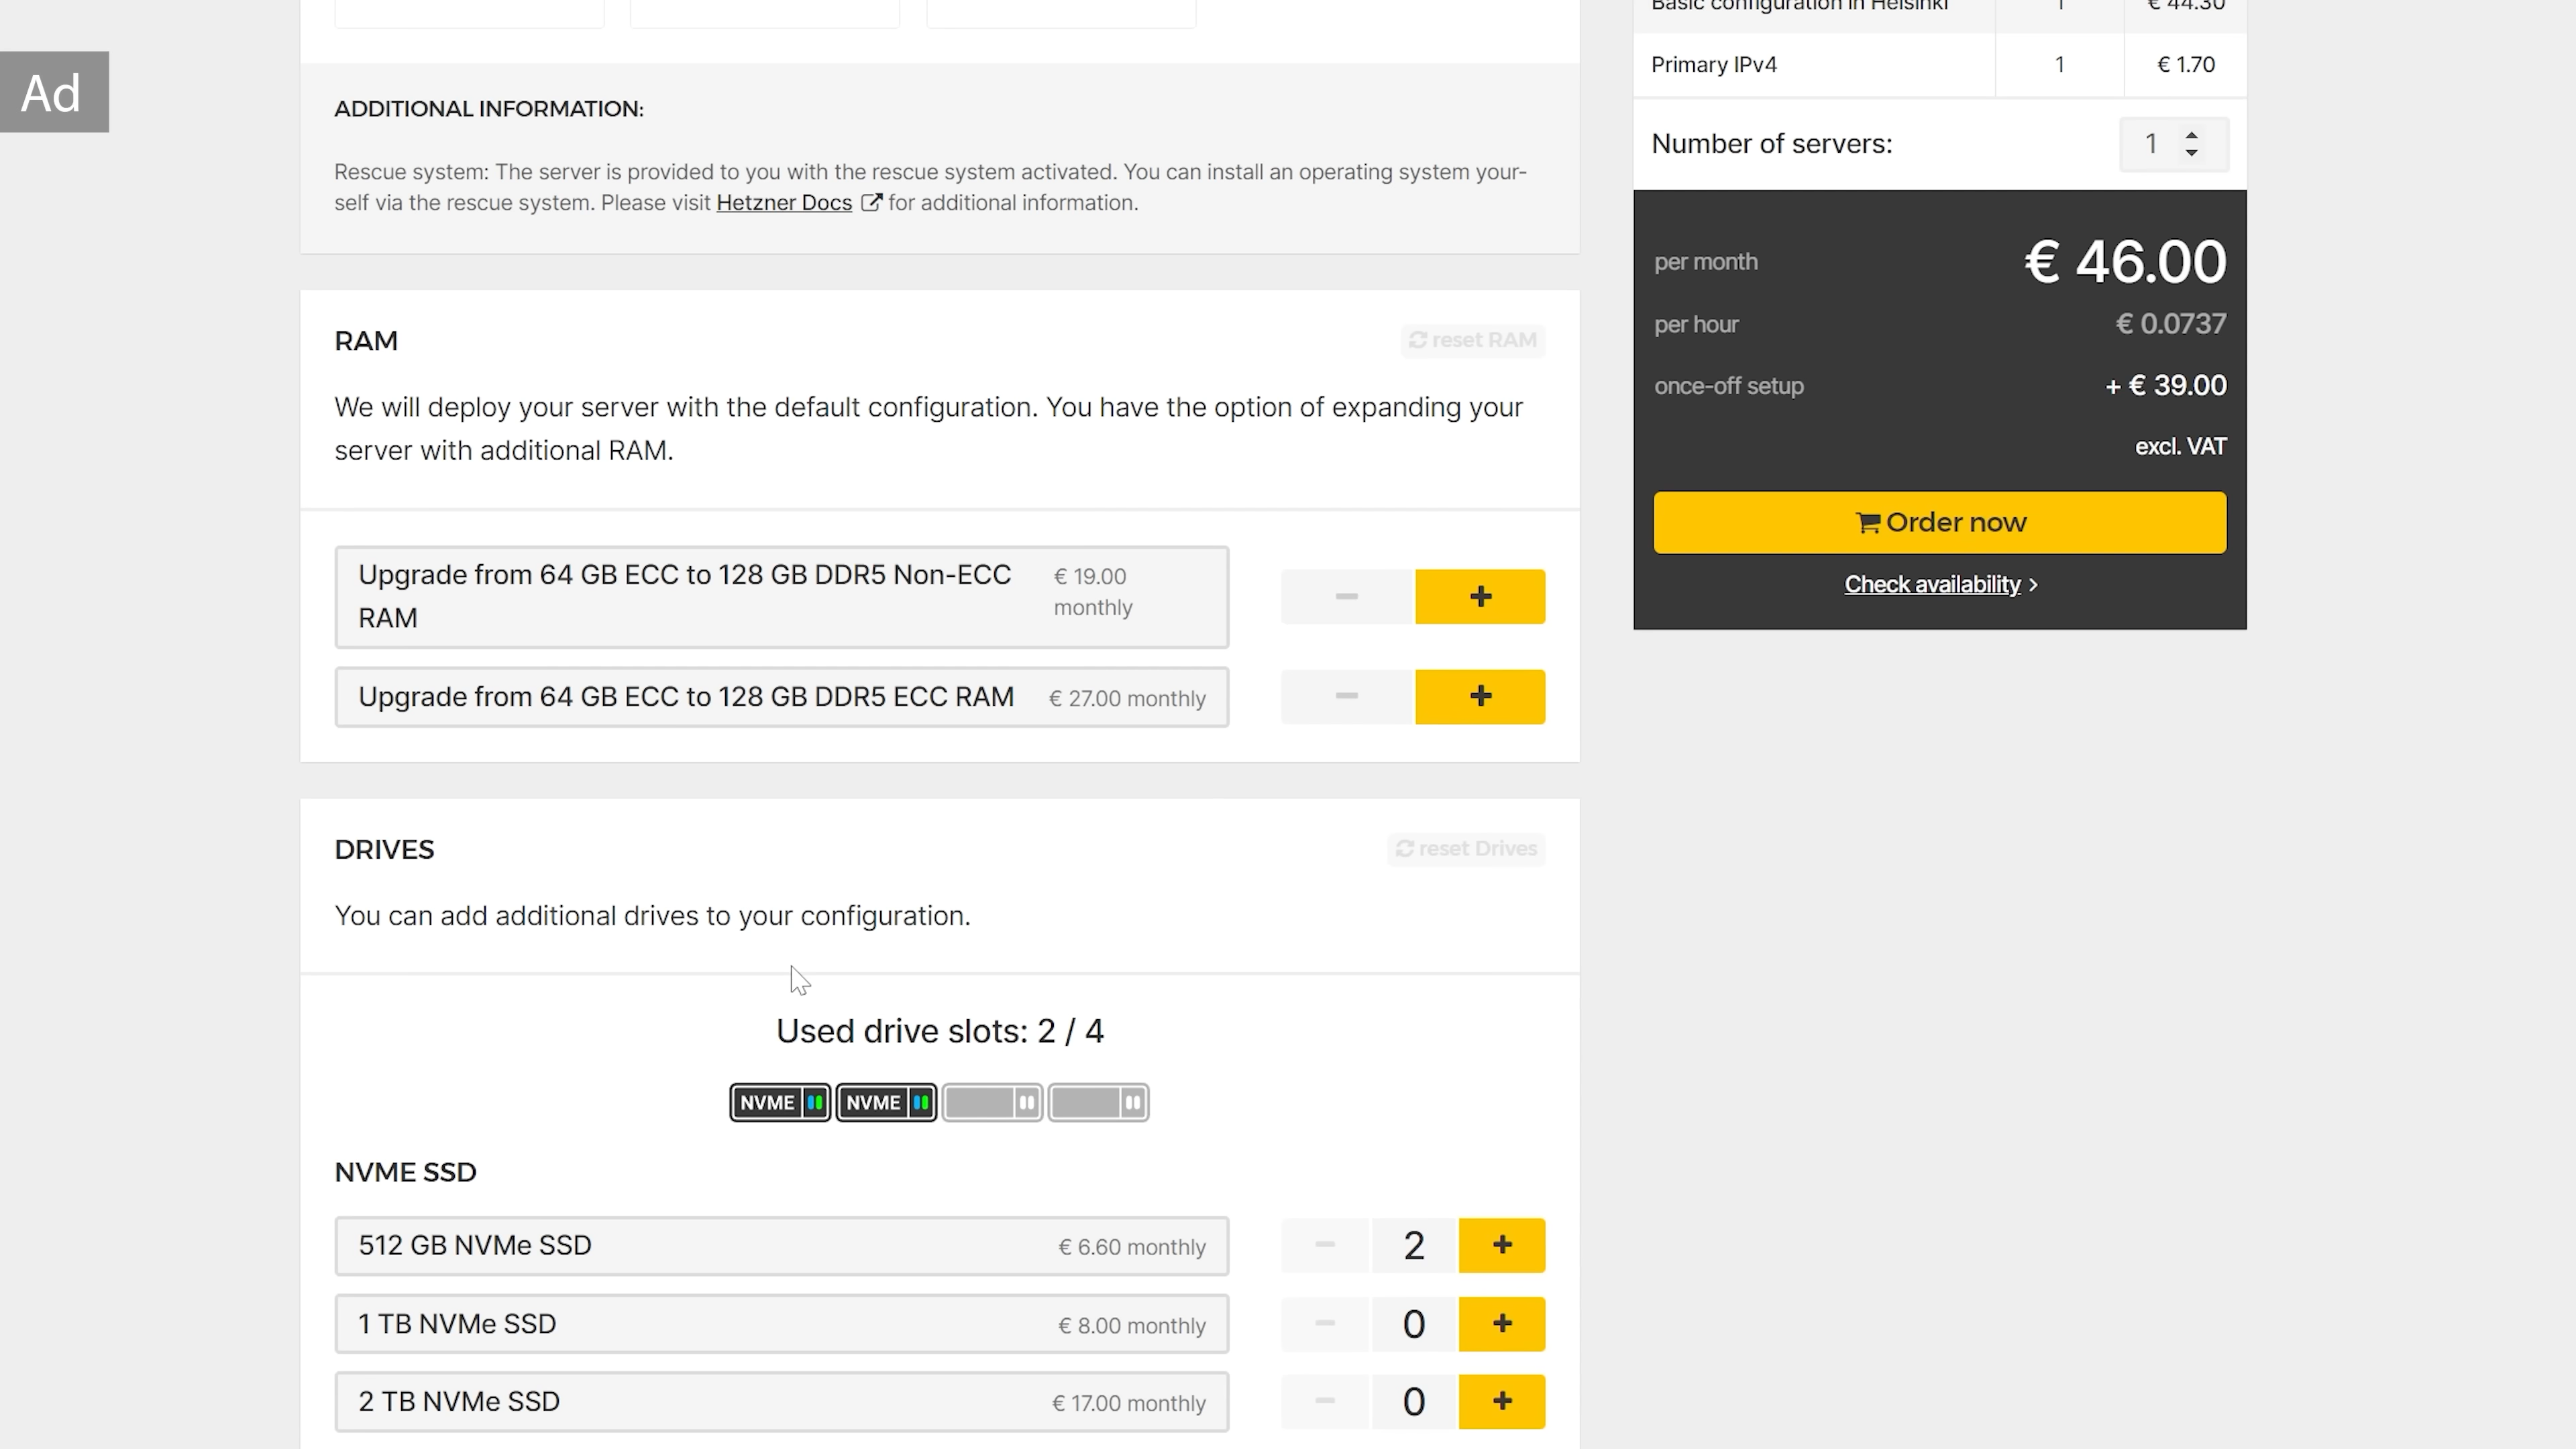 Ad
ADDITIONAL INFORMATION:
Rescue system: The server is provided to you with the rescue system activated. You can install an operating system your-
self via the rescue system. Please visit Hetzner Docs for additional information.
RAM
reset RAM
We will deploy your server with the default configuration. You have the option of expanding your
server with additional RAM.
Upgrade from 64 GB ECC to 128 GB DDR5 Non-ECC
RAM
€ 19.00
monthly
− +
Upgrade from 64 GB ECC to 128 GB DDR5 ECC RAM € 27.00 monthly − +
DRIVES
reset Drives
You can add additional drives to your configuration.
Used drive slots: 2 / 4
NVME NVME
NVME SSD
512 GB NVMe SSD € 6.60 monthly − 2 +
1 TB NVMe SSD € 8.00 monthly − 0 +
2 TB NVMe SSD € 17.00 monthly − 0 +
Basic configuration in Helsinki 1 € 44.30
Primary IPv4 1 € 1.70
Number of servers: 1
per month € 46.00
per hour € 0.0737
once-off setup + € 39.00
excl. VAT
Order now
Check availability ›